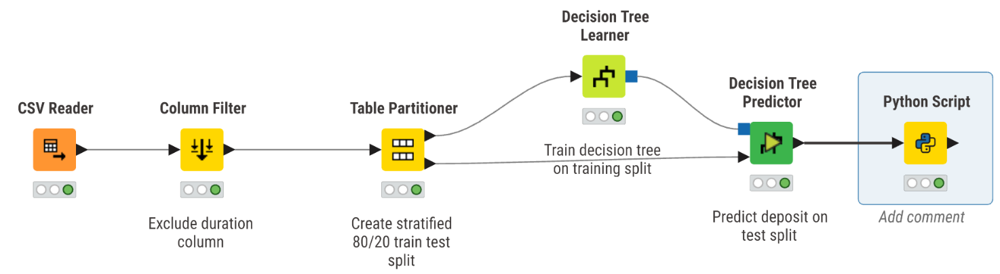 Decision Tree
Learner
CSV Reader
Column Filter
Table Partitioner
Decision Tree
Predictor
Python Script
Train decision tree
on training split
Exclude duration
column
Create stratified
80/20 train test
split
Predict deposit on
test split
Add comment